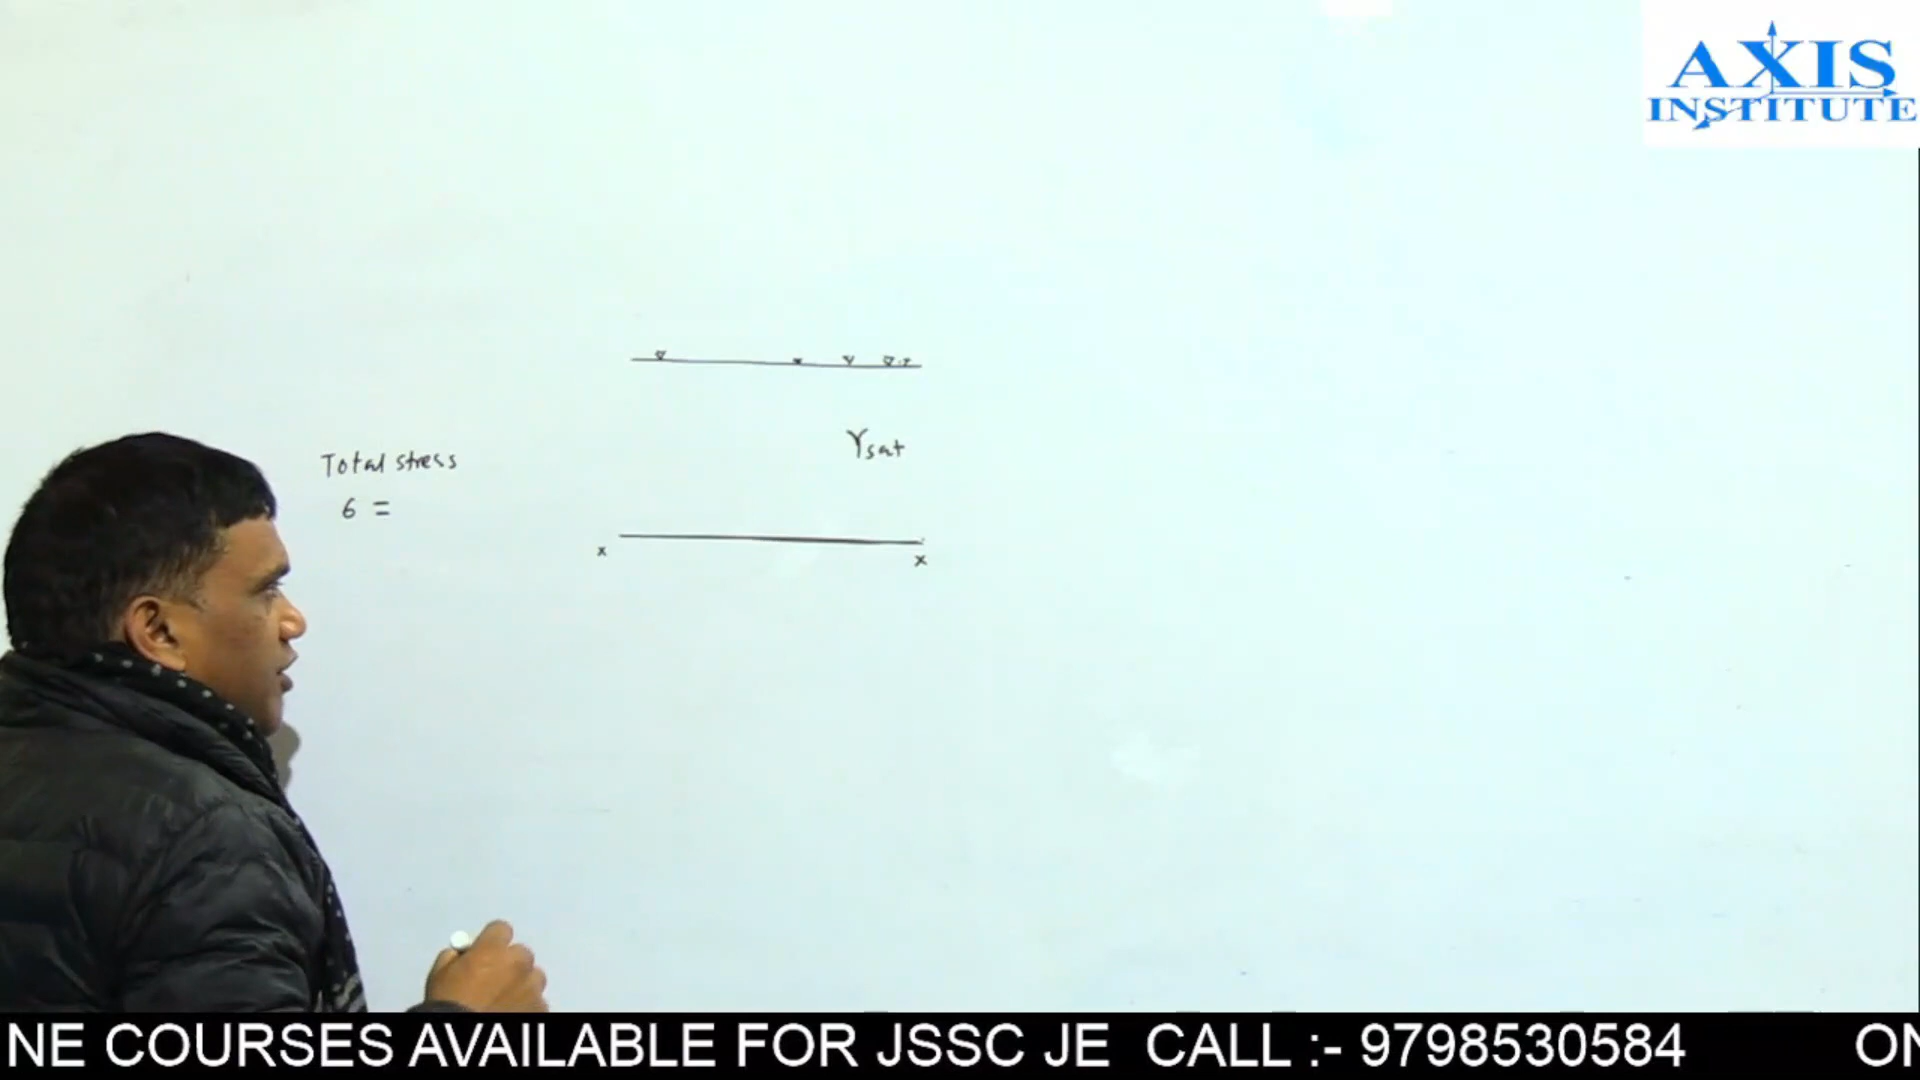 AXIS
INSTITUTE
γsat
Total stress
6 =
x
x
NE COURSES AVAILABLE FOR JSSC JE CALL :- 9798530584 ON